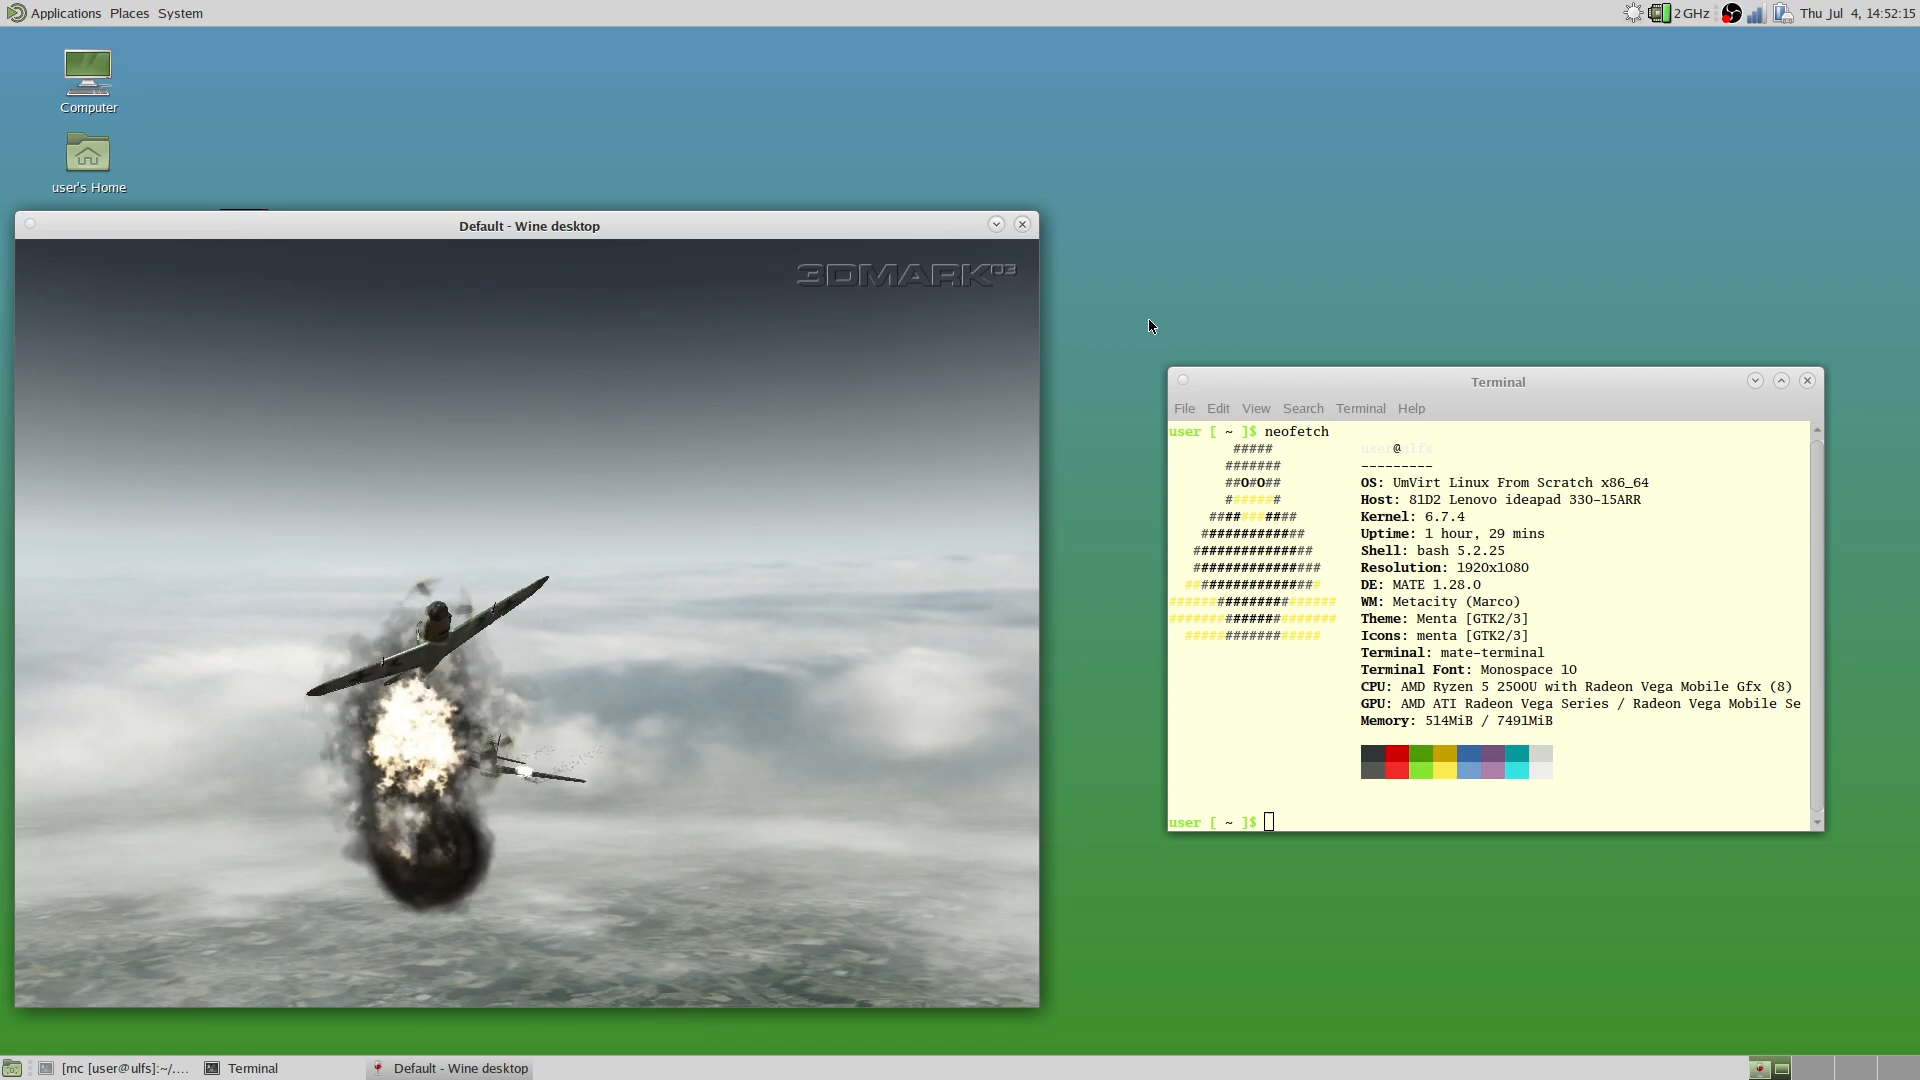 Applications Places System
2 GHz
Thu Jul 4, 14:52:15
Computer
user's Home
Default - Wine desktop
3DMARK03
Terminal
File Edit View Search Terminal Help
user [ ~ ]$ neofetch
#####
#######
##O#O##
#######
###########
#############
###############
################
#################
#####################
#####################
#################
user@ulfs
---------
OS: UmVirt Linux From Scratch x86_64
Host: 81D2 Lenovo ideapad 330-15ARR
Kernel: 6.7.4
Uptime: 1 hour, 29 mins
Shell: bash 5.2.25
Resolution: 1920x1080
DE: MATE 1.28.0
WM: Metacity (Marco)
Theme: Menta [GTK2/3]
Icons: menta [GTK2/3]
Terminal: mate-terminal
Terminal Font: Monospace 10
CPU: AMD Ryzen 5 2500U with Radeon Vega Mobile Gfx (8)
GPU: AMD ATI Radeon Vega Series / Radeon Vega Mobile Se
Memory: 514MiB / 7491MiB
user [ ~ ]$
[mc [user@ulfs]:~/....
Terminal
Default - Wine desktop